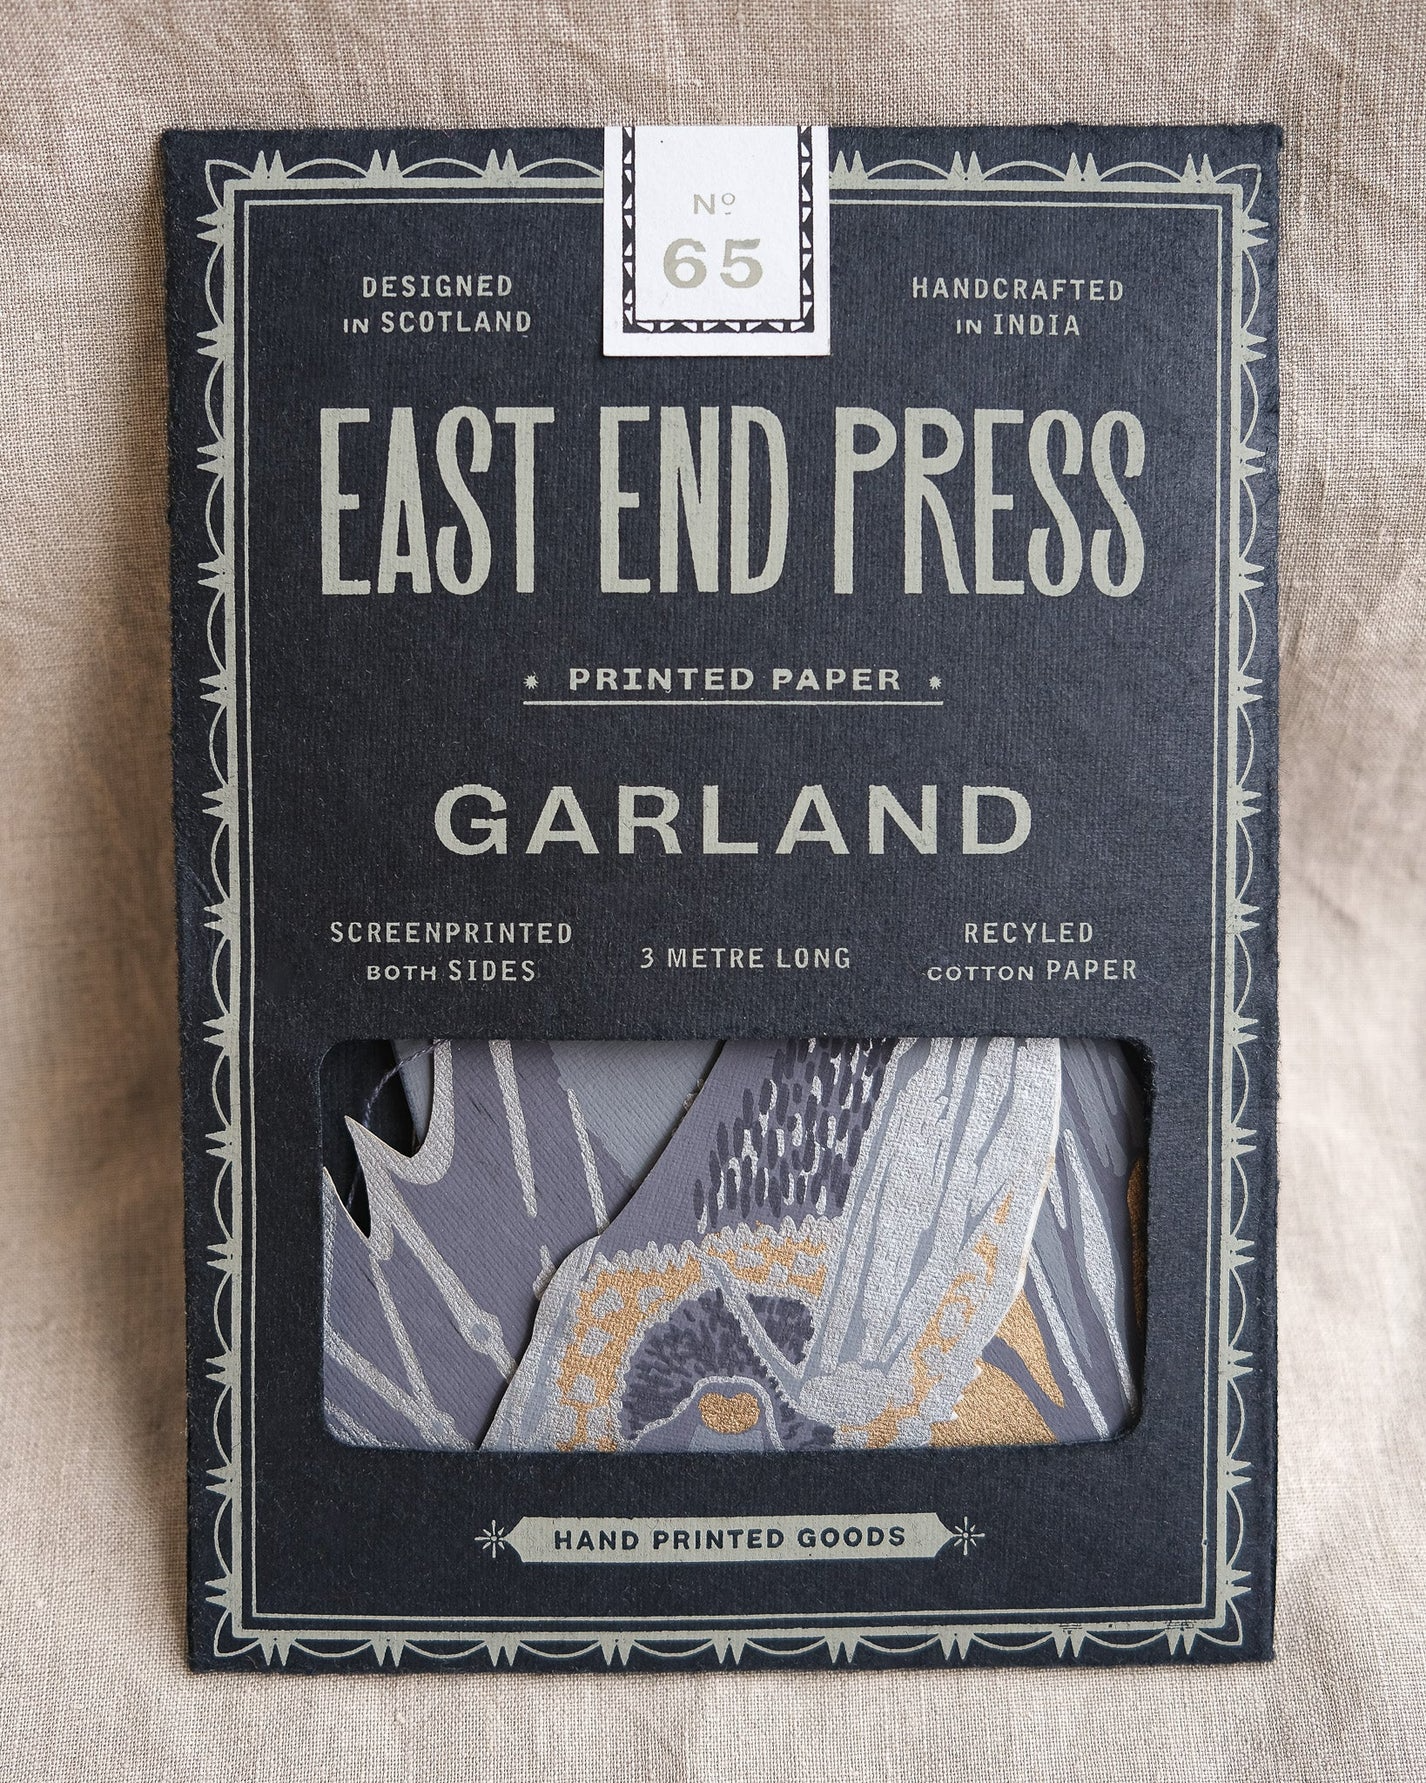 Nº
65
DESIGNED
IN SCOTLAND
HANDCRAFTED
IN INDIA
EAST END PRESS
PRINTED PAPER
GARLAND
SCREENPRINTED
BOTH SIDES
3 METRE LONG
RECYLED
COTTON PAPER
HAND PRINTED GOODS